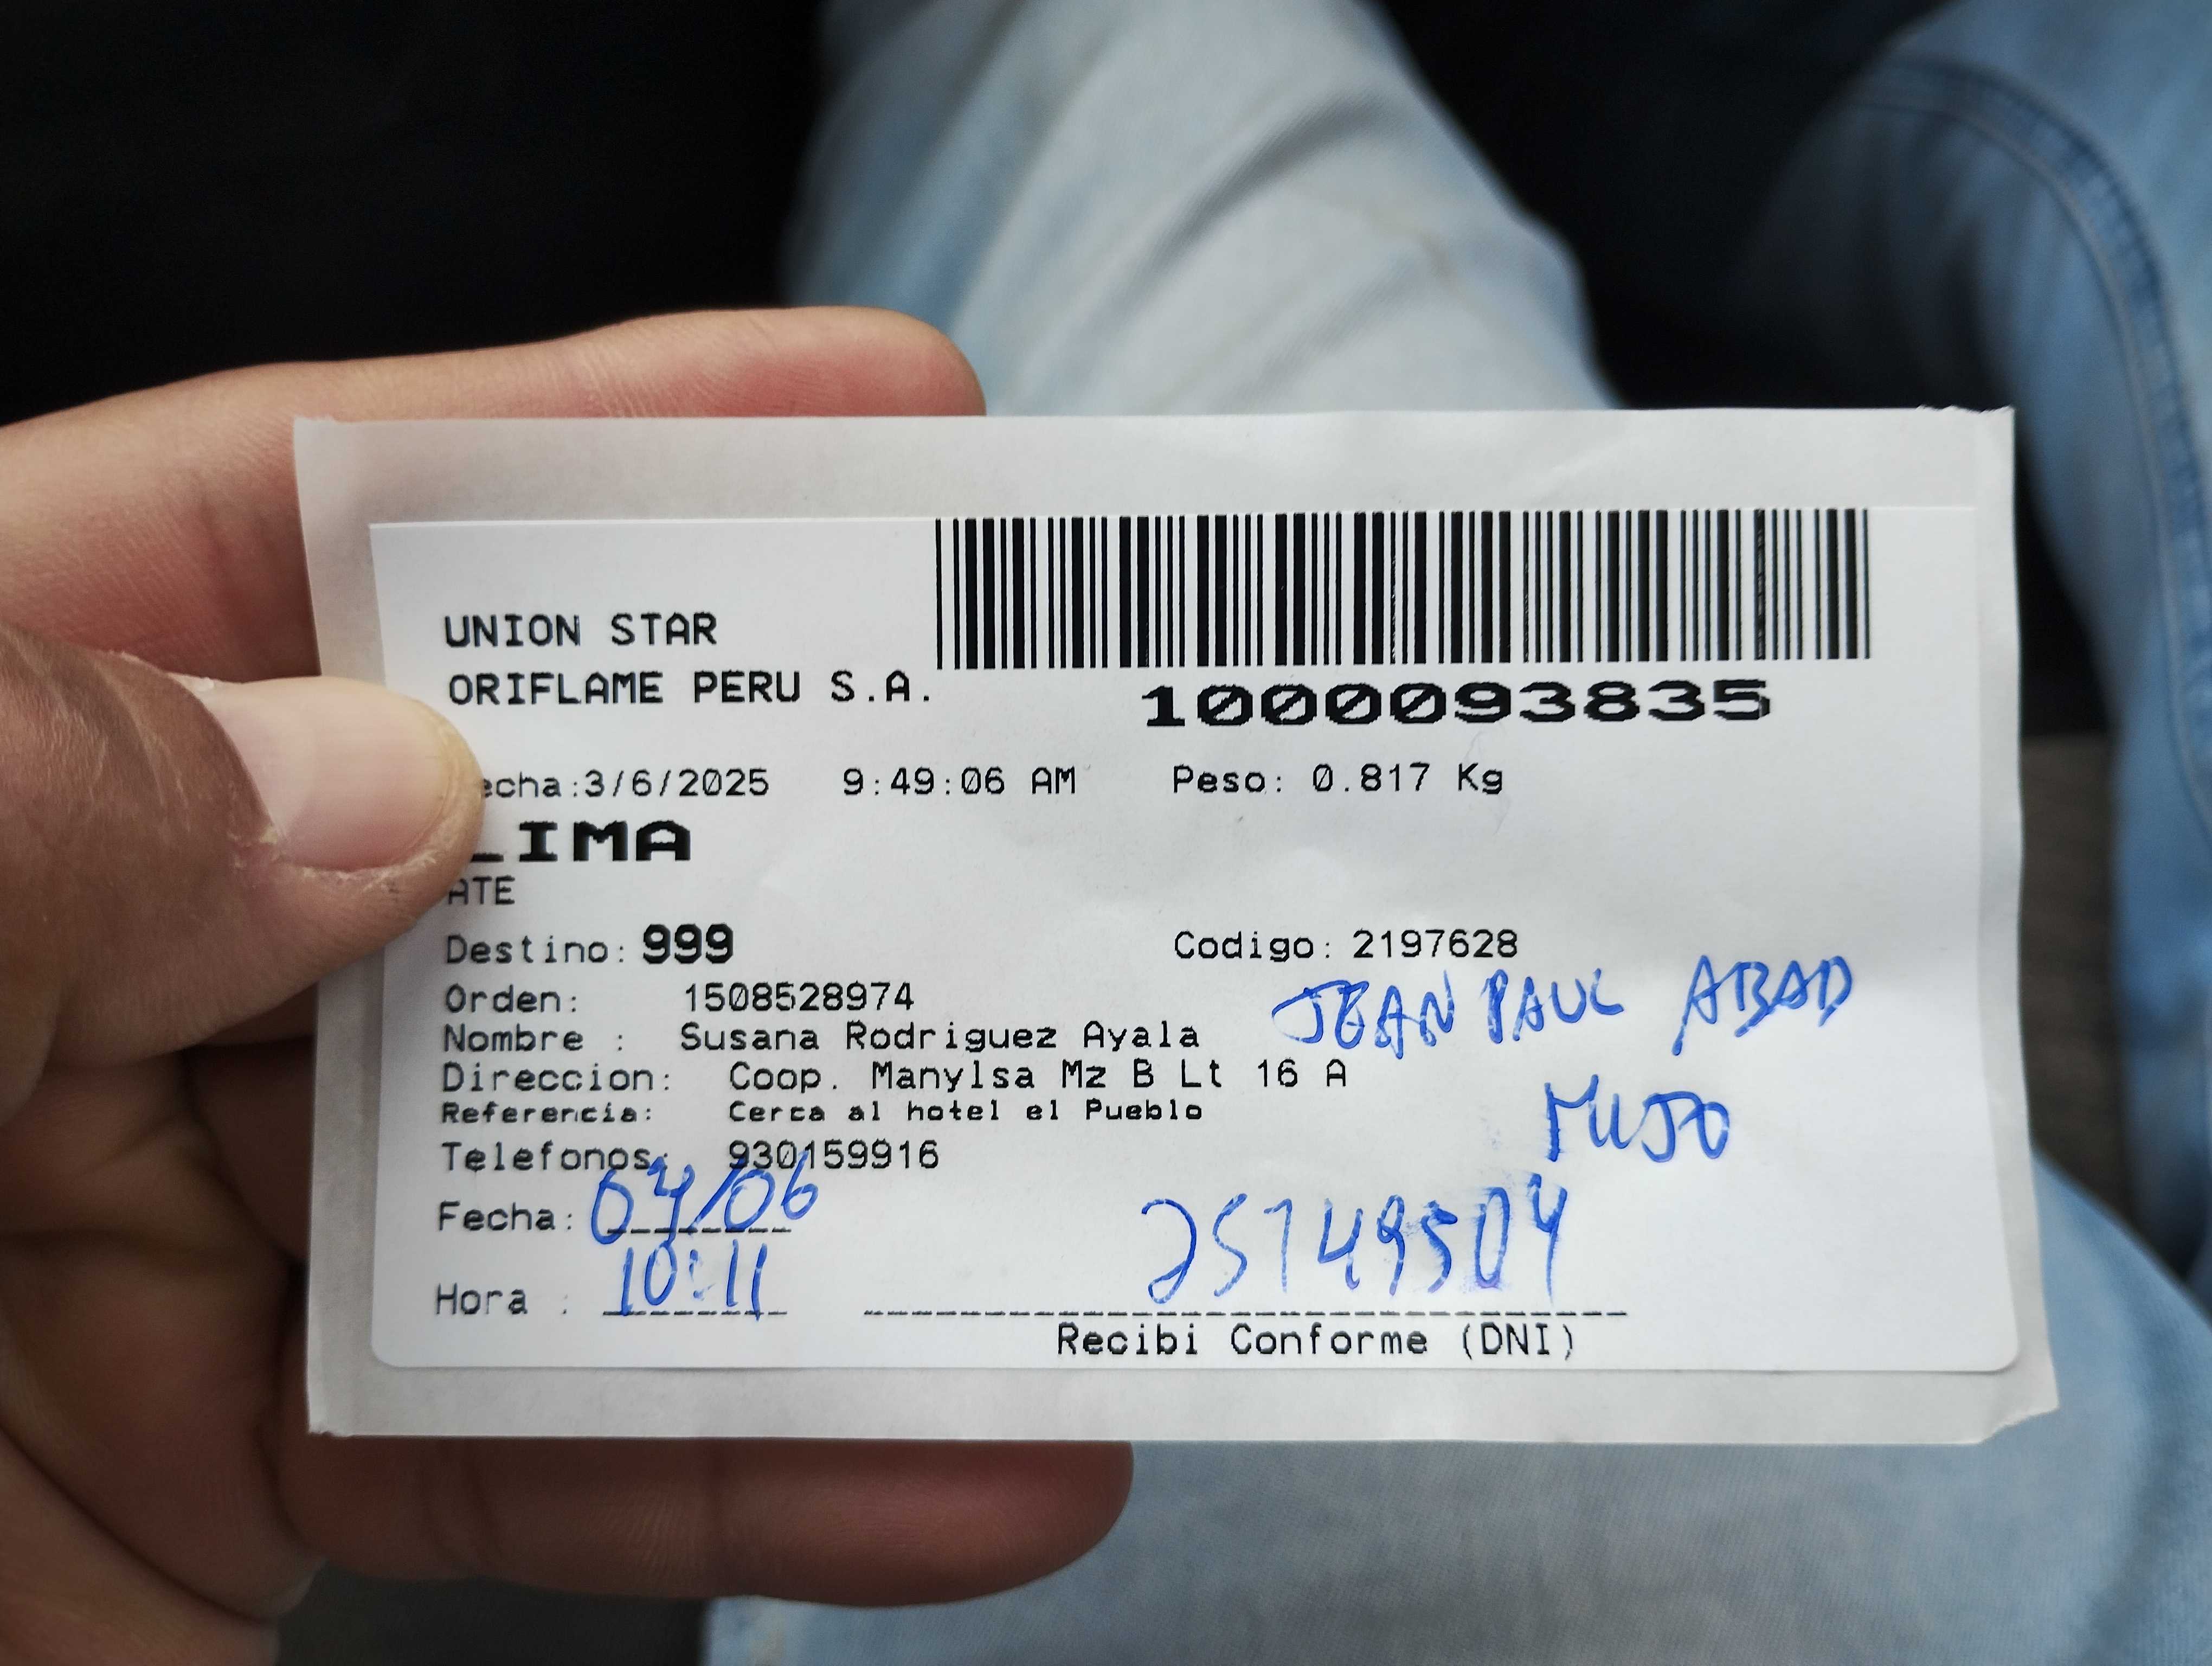 UNION STAR
ORIFLAME PERU S.A.
1000093835
echa:3/6/2025 9:49:06 AM Peso: 0.817 Kg
LIMA
ATE
Destino: 999 Codigo: 2197628
Orden: 1508528974
JEAN PAUL ABAD
Nombre : Susana Rodriguez Ayala
Direccion: Coop. Manylsa Mz B Lt 16 A
Referencia: Cerca al hotel el Pueblo
Telefonos: 930159916
Fecha: 04/06
25749504
Hora : 10:11
Recibi Conforme (DNI)